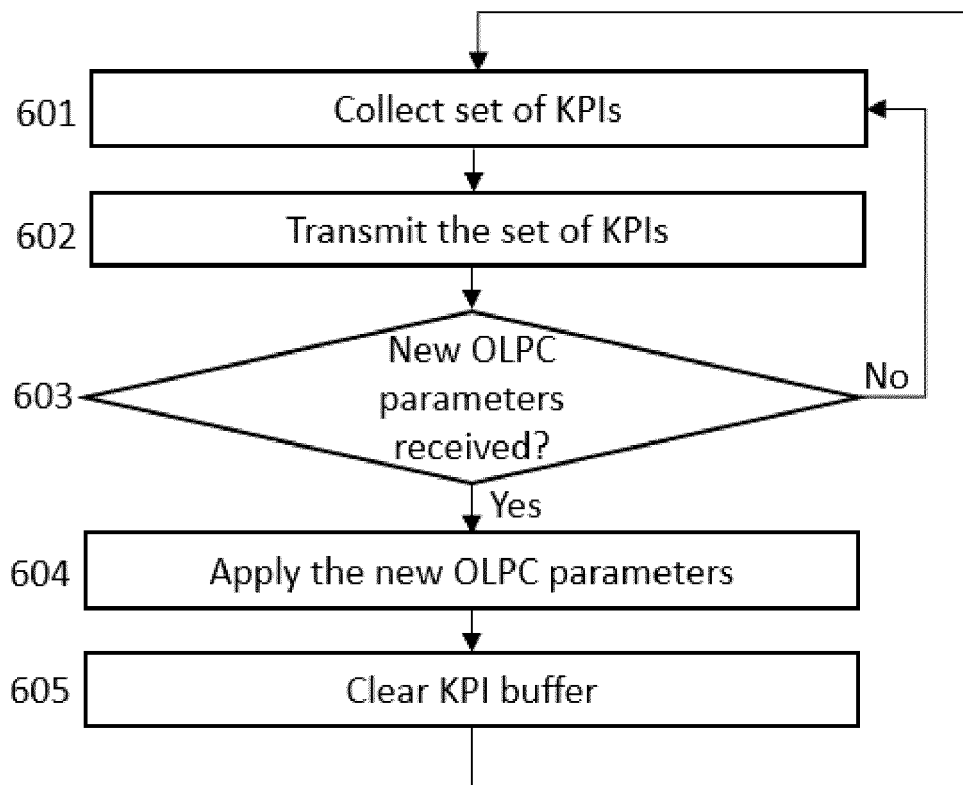 601
Collect set of KPIs
602
Transmit the set of KPIs
603
New OLPC
parameters
received?
No
Yes
604
Apply the new OLPC parameters
605
Clear KPI buffer